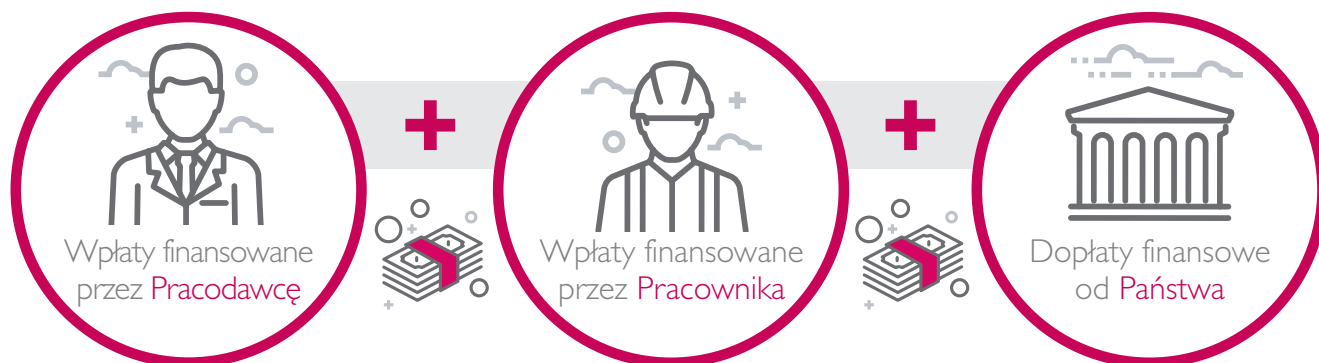 Wpłaty finansowane
przez Pracodawcę
Wpłaty finansowane
przez Pracownika
Dopłaty finansowe
od Państwa